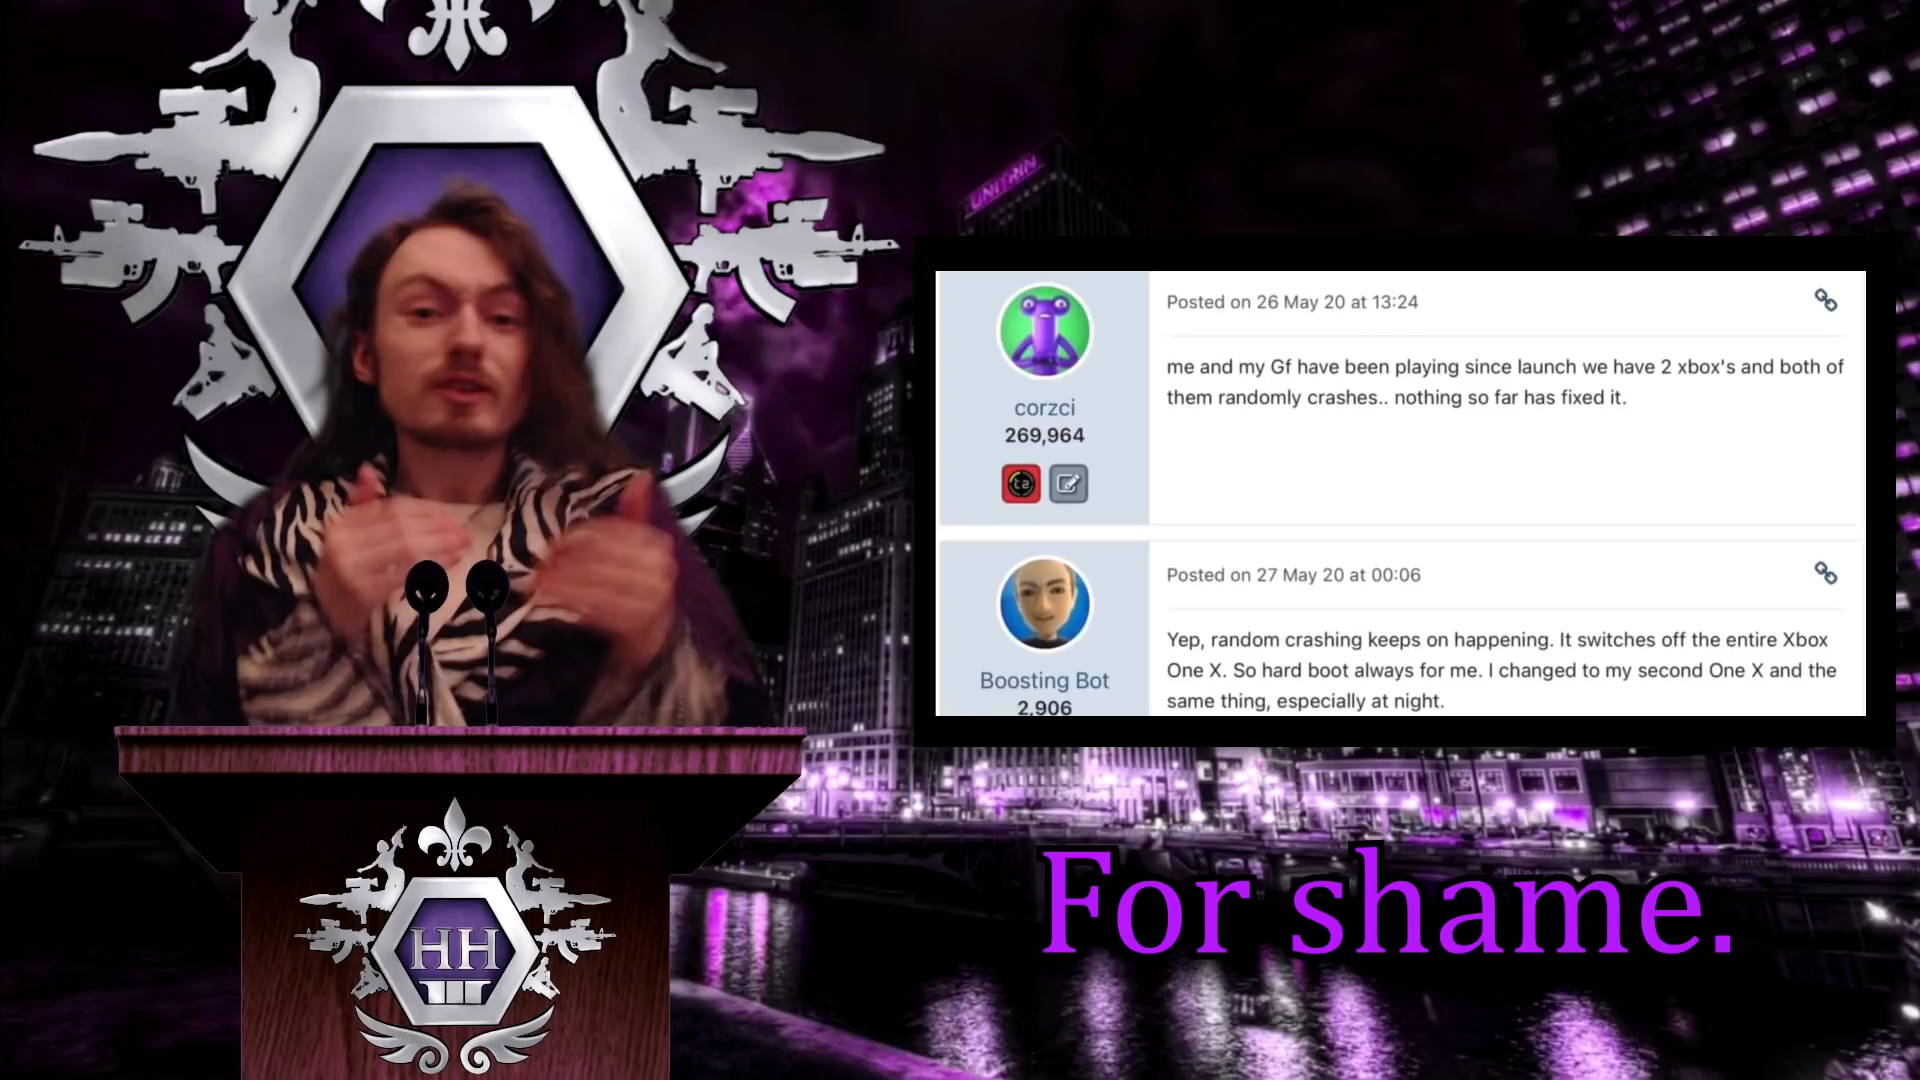 UNITRIN
Posted on 26 May 20 at 13:24
me and my Gf have been playing since launch we have 2 xbox's and both of
them randomly crashes.. nothing so far has fixed it.
corzci
269,964
ta
Posted on 27 May 20 at 00:06
Yep, random crashing keeps on happening. It switches off the entire Xbox
One X. So hard boot always for me. I changed to my second One X and the
same thing, especially at night.
Boosting Bot
2,906
For shame.
HH
III